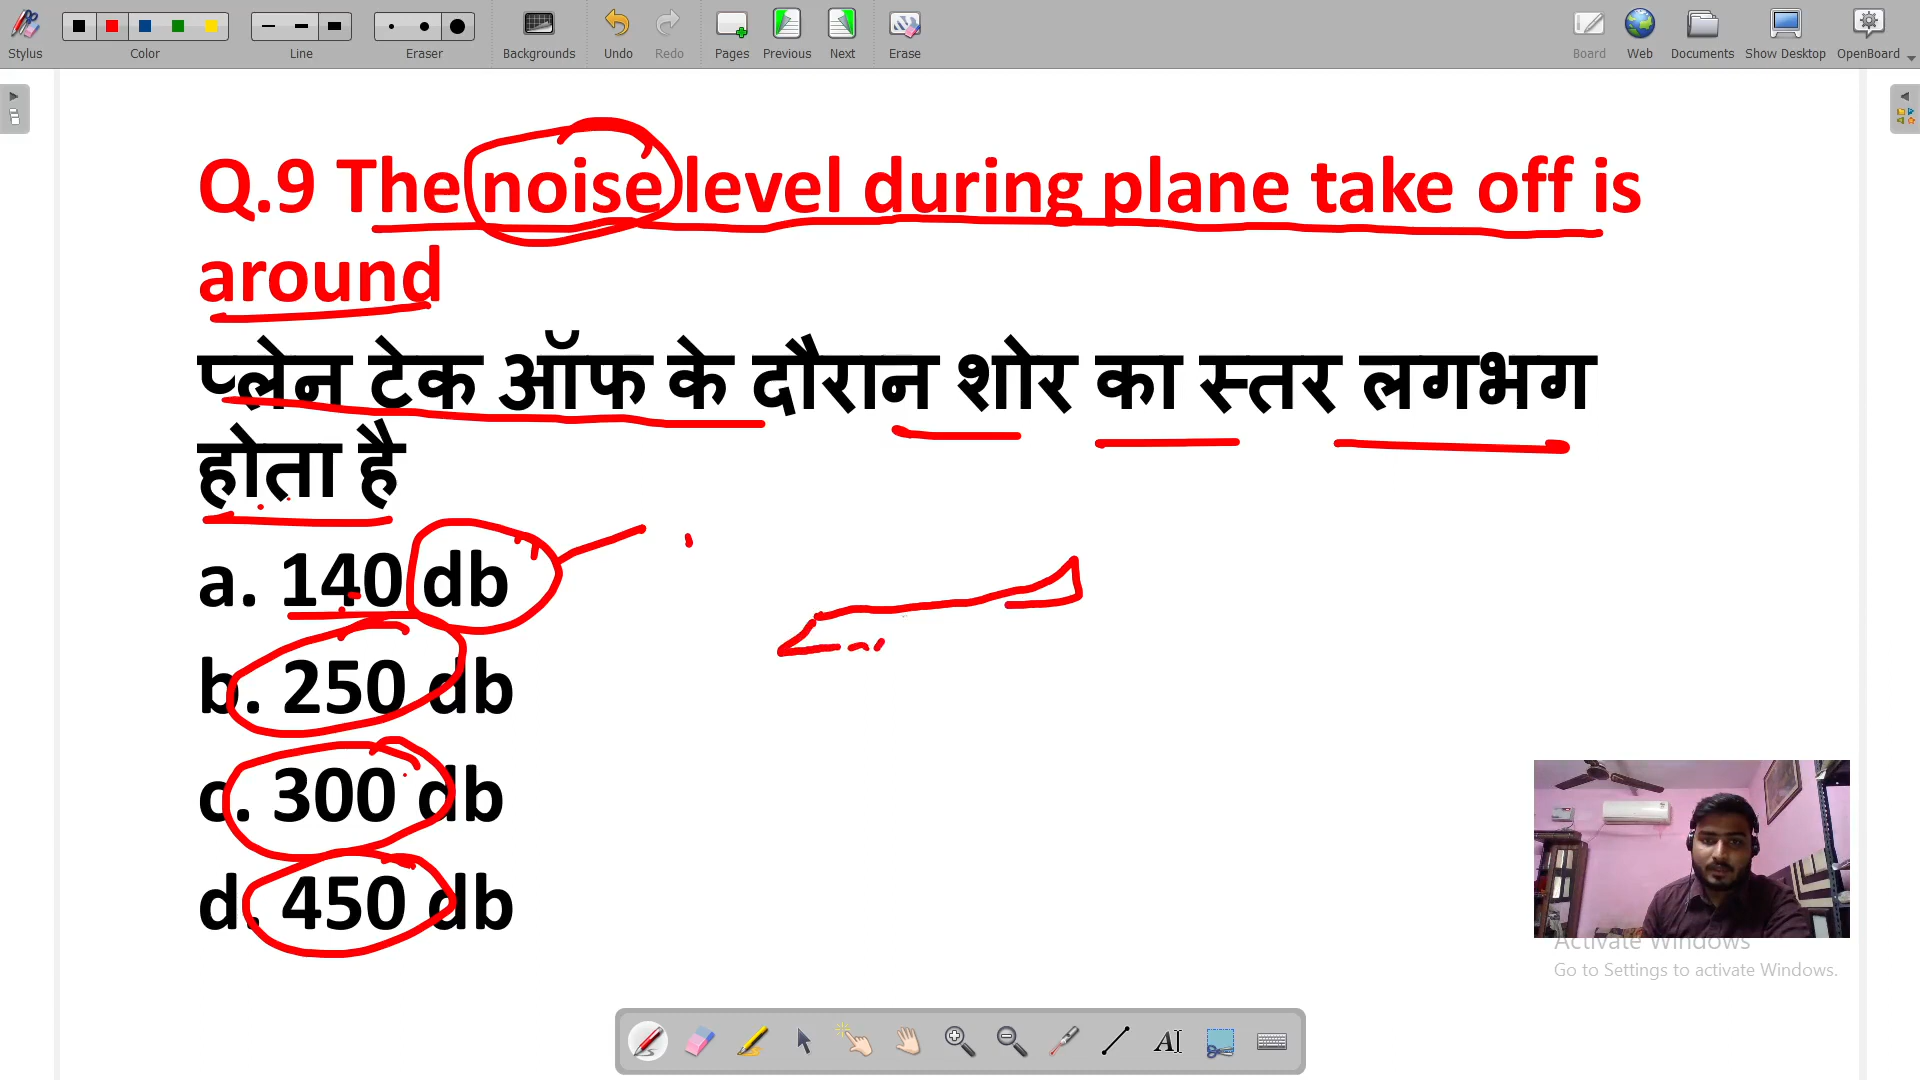 Stylus
Color
Line
Eraser
Backgrounds
Undo
Redo
Pages
Previous
Next
Erase
Board
Web
Documents
Show Desktop
OpenBoard
Q.9 The noise level during plane take off is
around
प्लेन टेक ऑफ के दौरान शोर का स्तर लगभग
होता है
a. 140 db
b. 250 db
c. 300 db
d. 450 db
Activate Windows
Go to Settings to activate Windows.